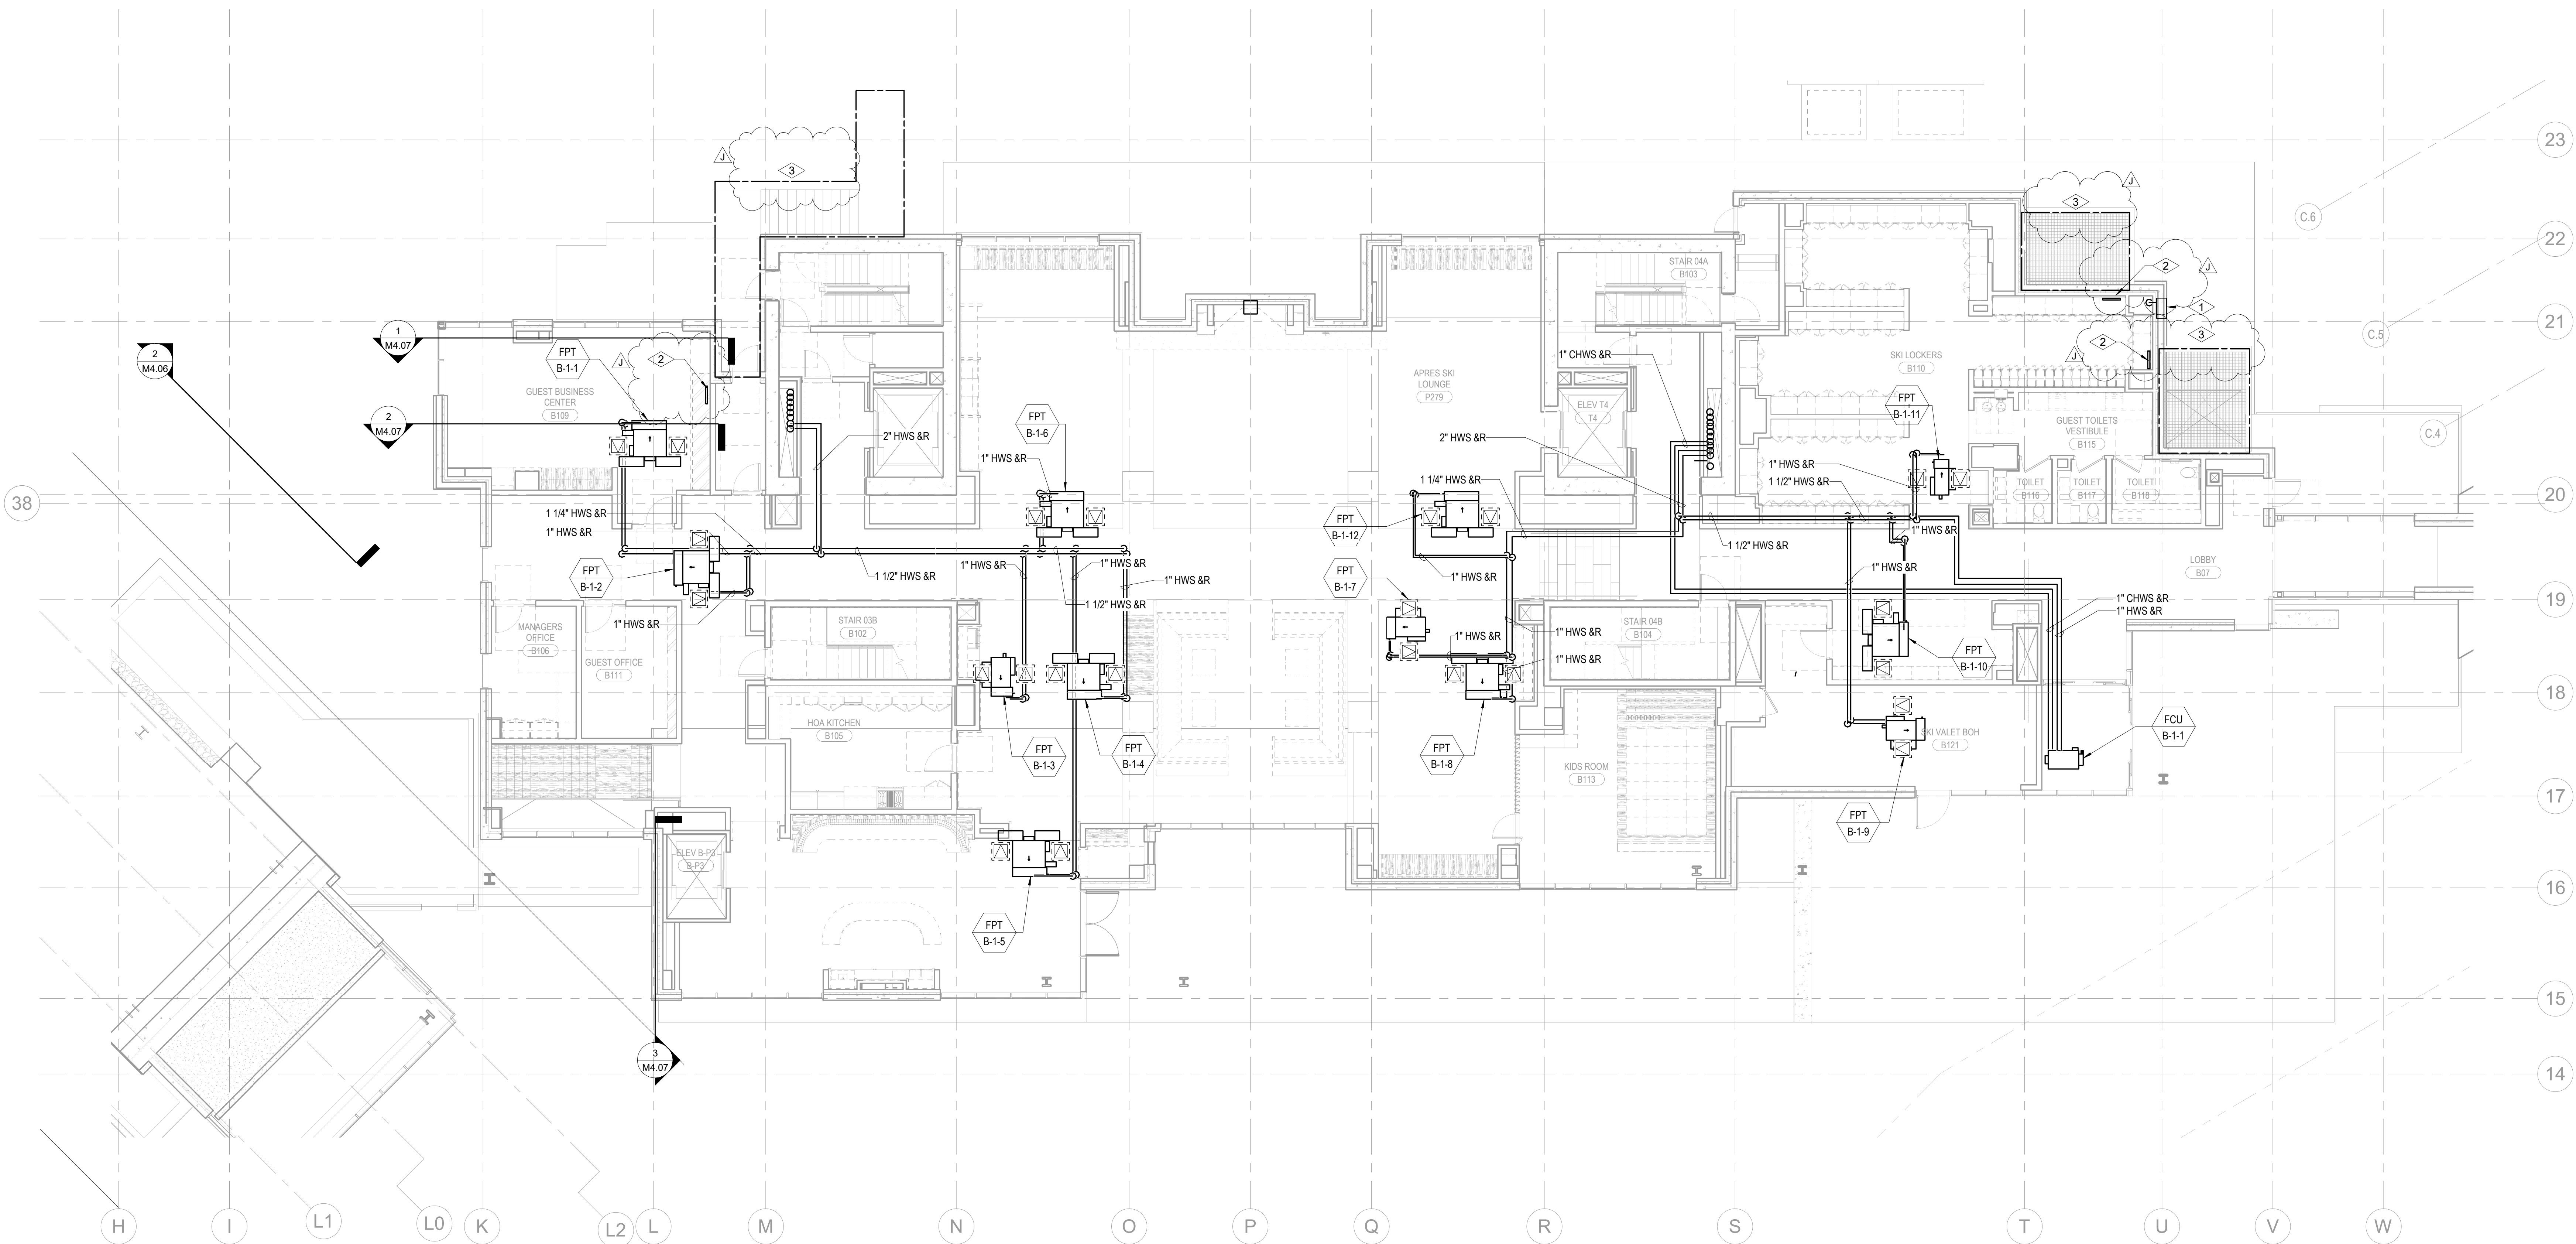 23
J
3
J
3
C.6
22
STAIR 04A
B103
2
J
1
21
1
M4.07
2
M4.06
FPT
B-1-1
J
2
3
2
J
C.5
1" CHWS &R
SKI LOCKERS
B110
APRES SKI
LOUNGE
P279
GUEST BUSINESS
CENTER
B109
ELEV T4
T4
FPT
B-1-11
2
M4.07
FPT
B-1-6
2" HWS &R
2" HWS &R
GUEST TOILETS
VESTIBULE
B115
C.4
1" HWS &R
1" HWS &R
1 1/4" HWS &R
1 1/2" HWS &R
TOILET
B116
TOILET
B117
TOILET
B118
38
20
1 1/4" HWS &R
1" HWS &R
FPT
B-1-12
1" HWS &R
1 1/2" HWS &R
LOBBY
B07
1" HWS &R
1" HWS &R
1" HWS &R
FPT
B-1-2
1 1/2" HWS &R
1" HWS &R
FPT
B-1-7
1" HWS &R
1 1/2" HWS &R
1" CHWS &R
1" HWS &R
19
MANAGERS
OFFICE
B106
1" HWS &R
STAIR 03B
B102
STAIR 04B
B104
1" HWS &R
1" HWS &R
1" HWS &R
GUEST OFFICE
B111
FPT
B-1-10
18
HOA KITCHEN
B105
FPT
B-1-3
FPT
B-1-4
FPT
B-1-8
KIDS ROOM
B113
SKI VALET BOH
B121
FCU
B-1-1
17
FPT
B-1-9
ELEV B-P3
B-P3
16
FPT
B-1-5
15
3
M4.07
14
H
I
L1
L0
K
L2
L
M
N
O
P
Q
R
S
T
U
V
W